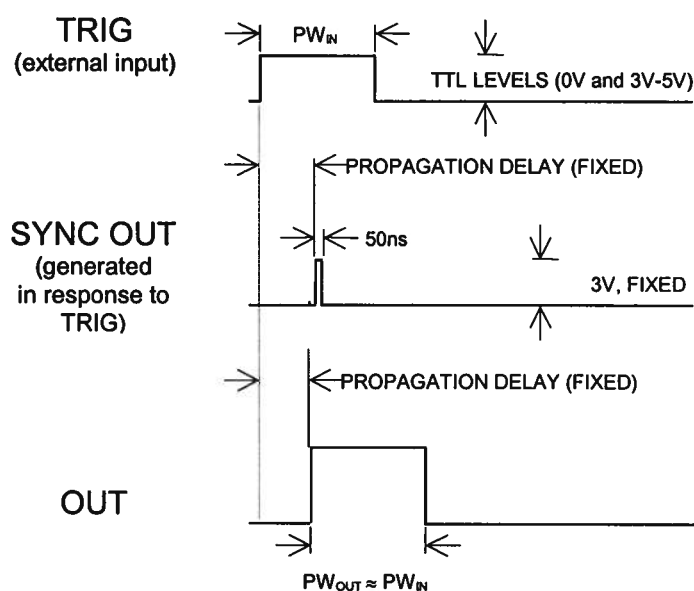 TRIG
(external input)
PW_IN
TTL LEVELS (0V and 3V-5V)
PROPAGATION DELAY (FIXED)
SYNC OUT
(generated
in response to
TRIG)
50ns
3V, FIXED
PROPAGATION DELAY (FIXED)
OUT
PW_OUT ≈ PW_IN